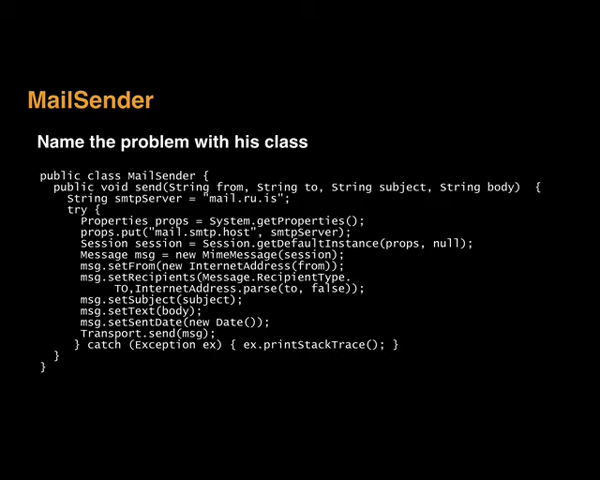 MailSender
Name the problem with his class
public class MailSender {
public void send(String from, String to, String subject, String body) {
String smtpServer = "mail.ru.is";
try {
Properties props = System.getProperties();
props.put("mail.smtp.host", smtpServer);
Session session = Session.getDefaultInstance(props, null);
Message msg = new MimeMessage(session);
msg.setFrom(new InternetAddress(from));
msg.setRecipients(Message.RecipientType.
TO,InternetAddress.parse(to, false));
msg.setSubject(subject);
msg.setText(body);
msg.setSentDate(new Date());
Transport.send(msg);
} catch (Exception ex) { ex.printStackTrace(); }
}
}